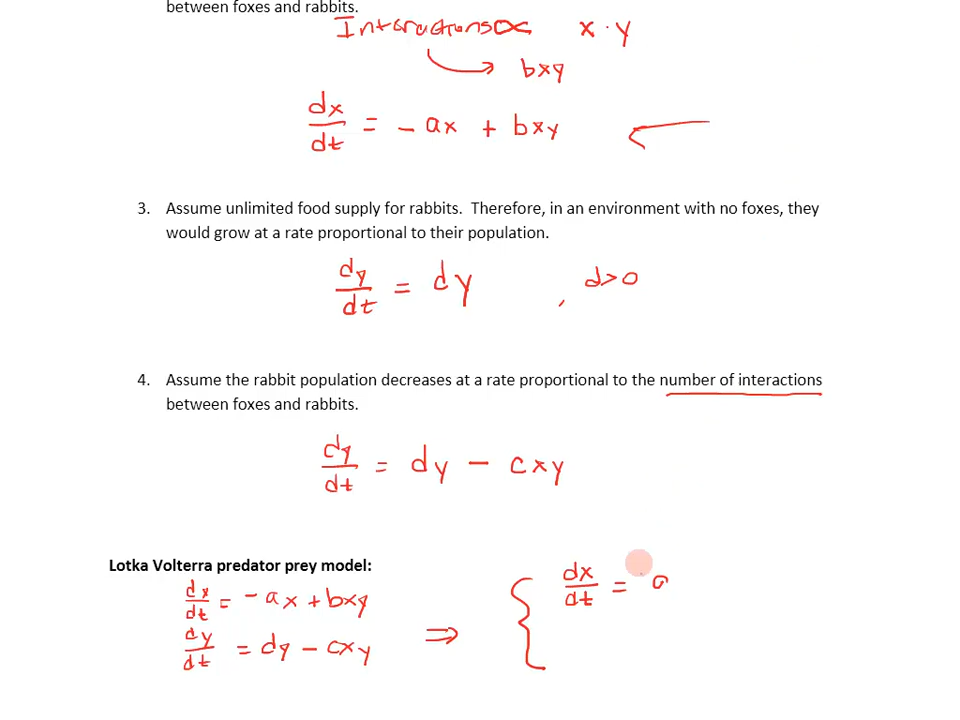 between foxes and rabbits.
Interactions ∝ x · y
bxy
dx/dt = - ax + bxy
3. Assume unlimited food supply for rabbits. Therefore, in an environment with no foxes, they
would grow at a rate proportional to their population.
dy/dt = dy , d>0
4. Assume the rabbit population decreases at a rate proportional to the number of interactions
between foxes and rabbits.
dy/dt = dy - cxy
Lotka Volterra predator prey model:
dx/dt = -ax + bxy
dy/dt = dy - cxy ⇒ { dx/dt =